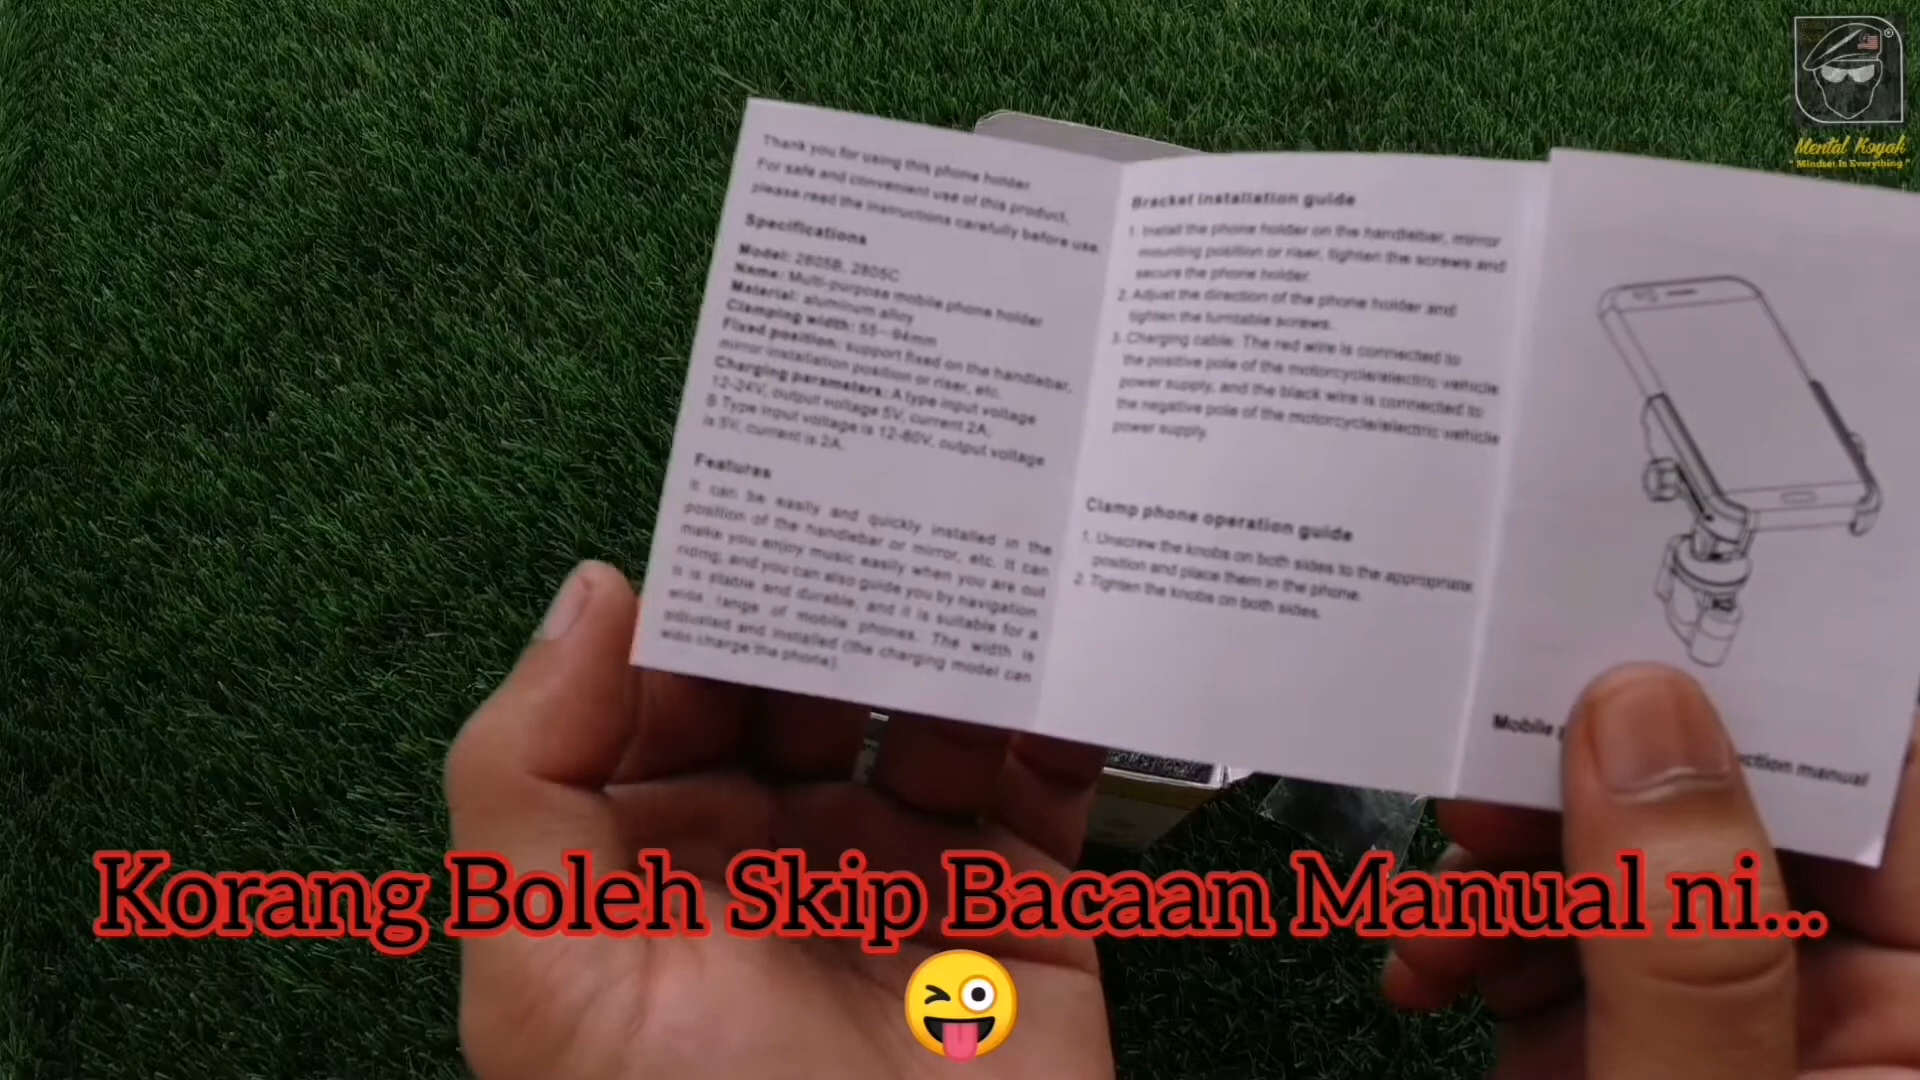 Mental Koyak
" Mindset Is Everything "
Thank you for using this phone holder
For safe and convenient use of this product,
please read the instructions carefully before use.
Specifications
Model: 2805B, 2805C
Name: Multi-purpose mobile phone holder
Material: aluminum alloy
Clamping width: 55—94mm
Fixed position: support fixed on the handlebar,
mirror installation position or riser, etc.
Charging parameters: A type input voltage
12-24V, output voltage 5V, current 2A,
B Type input voltage is 12-80V, output voltage
is 5V, current is 2A.
Features
It can be easily and quickly installed in the
position of the handlebar or mirror, etc. It can
make you enjoy music easily when you are out
riding, and you can also guide you by navigation
It is stable and durable, and it is suitable for a
wide range of mobile phones. The width is
adjusted and installed (the charging model can
also charge the phone).
Bracket installation guide
1. Install the phone holder on the handlebar, mirror
mounting position or riser, tighten the screws and
secure the phone holder.
2. Adjust the direction of the phone holder and
tighten the turntable screws.
3. Charging cable: The red wire is connected to
the positive pole of the motorcycle/electric vehicle
power supply, and the black wire is connected to
the negative pole of the motorcycle/electric vehicle
power supply.
Clamp phone operation guide
1. Unscrew the knobs on both sides to the appropriate
position and place them in the phone.
2. Tighten the knobs on both sides.
Mobile manual
Korang Boleh Skip Bacaan Manual ni...
😜